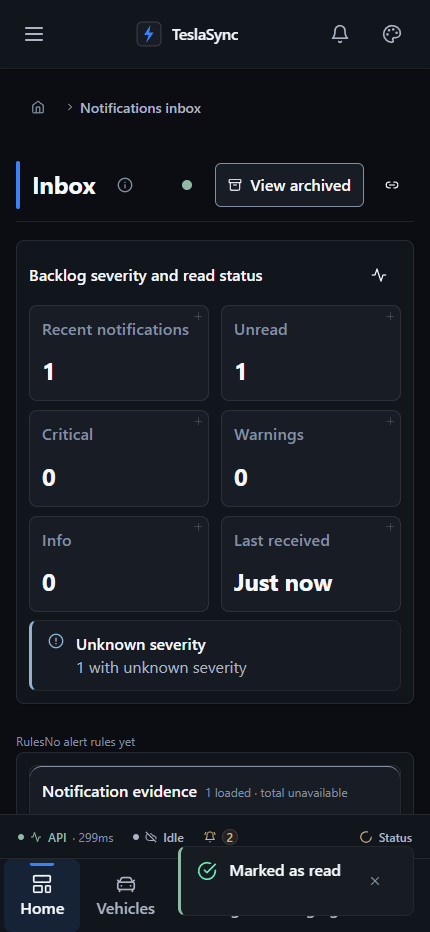 TeslaSync
Notifications inbox
Inbox
View archived
Backlog severity and read status
Recent notifications
1
Unread
1
Critical
0
Warnings
0
Info
0
Last received
Just now
Unknown severity
1 with unknown severity
RulesNo alert rules yet
Notification evidence 1 loaded · total unavailable
API · 299ms Idle 2 Status
Marked as read
Home Vehicles